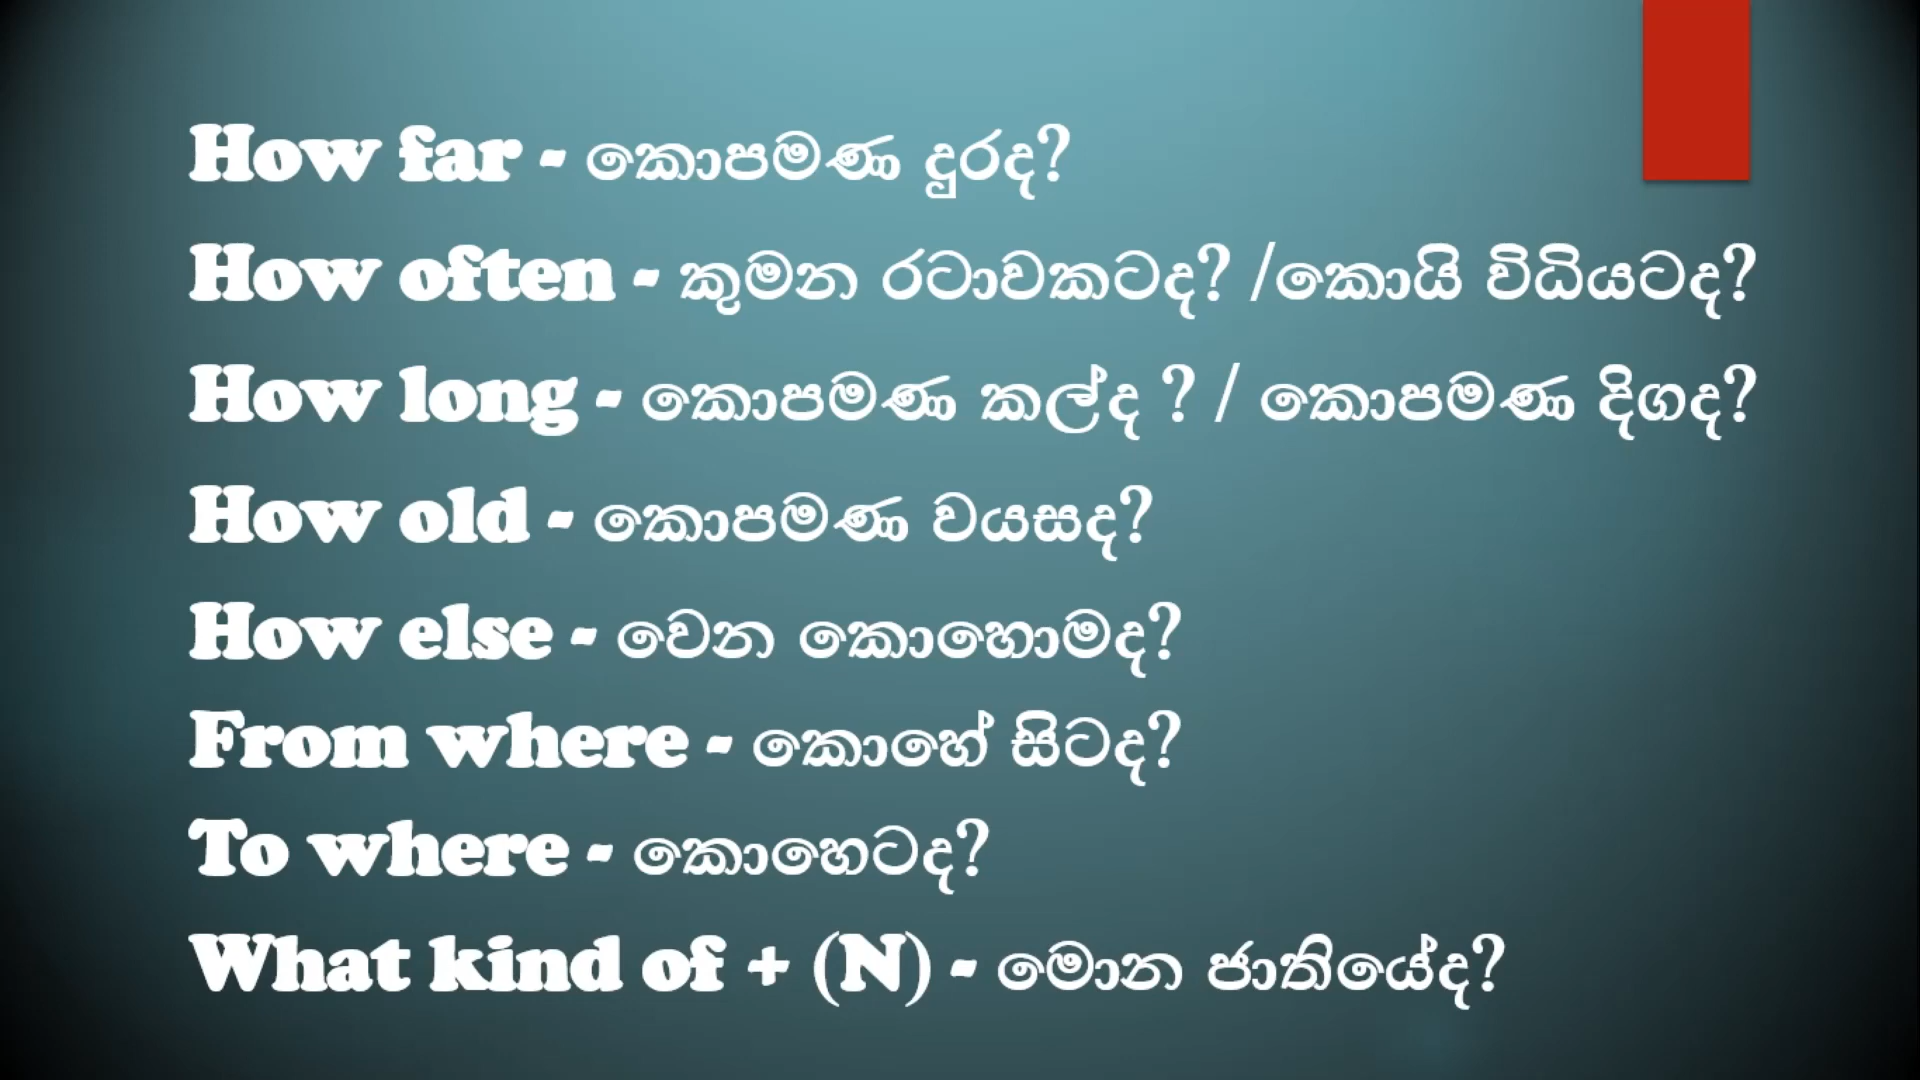 How far - කොපමණ දුරද?
How often - කුමන රටාවකටද? /කොයි විධියටද?
How long - කොපමණ කල්ද ? / කොපමණ දිගද?
How old - කොපමණ වයසද?
How else - වෙන කොහොමද?
From where - කොහේ සිටද?
To where - කොහෙටද?
What kind of + (N) - මොන ජාතියේද?